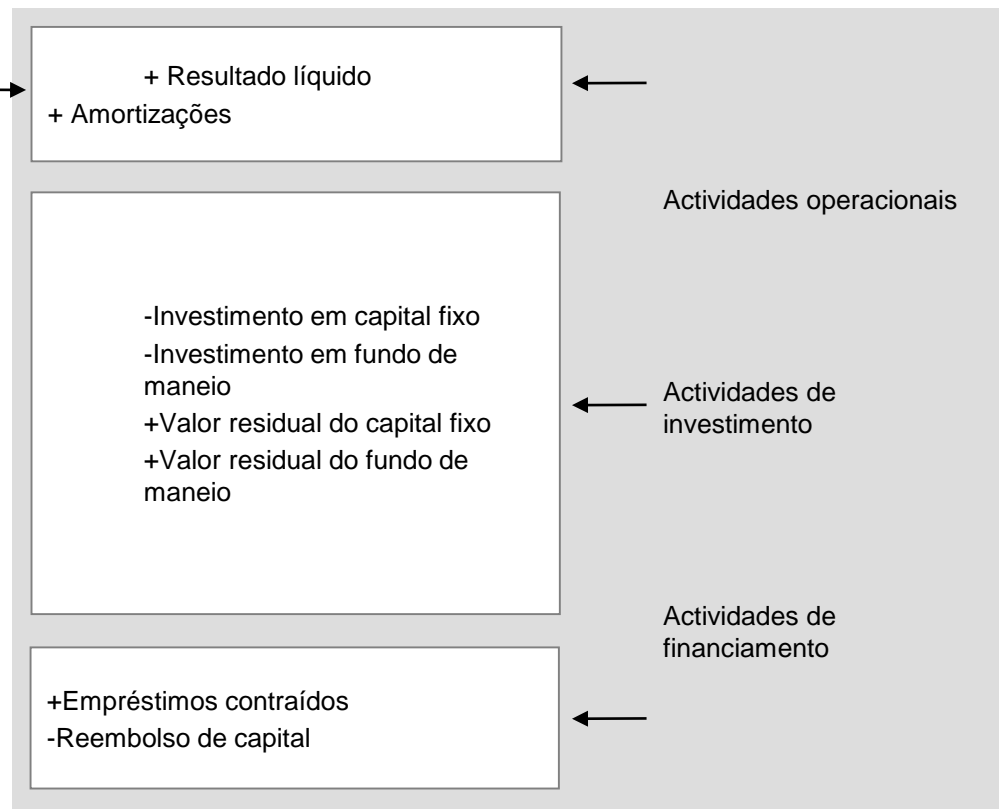 + Resultado líquido
+ Amortizações
Actividades operacionais
-Investimento em capital fixo
-Investimento em fundo de
maneio
+Valor residual do capital fixo
+Valor residual do fundo de
maneio
Actividades de
investimento
Actividades de
financiamento
+Empréstimos contraídos
-Reembolso de capital